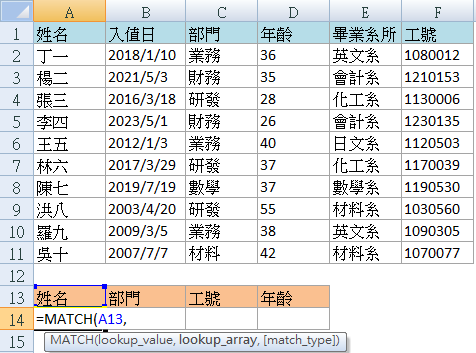 A B C D E F
1 姓名 入値日 部門 年齡 畢業系所 工號
2 丁一 2018/1/10 業務 36 英文系 1080012
3 楊二 2021/5/3 財務 35 會計系 1210153
4 張三 2016/3/18 研發 28 化工系 1130006
5 李四 2023/5/1 財務 26 會計系 1230135
6 王五 2012/1/3 業務 40 日文系 1120503
7 林六 2017/3/29 研發 37 化工系 1170039
8 陳七 2019/7/19 數學 37 數學系 1190530
9 洪八 2003/4/20 研發 55 材料系 1030560
10 羅九 2009/3/5 業務 38 英文系 1090305
11 吳十 2007/7/7 材料 42 材料系 1070077
12
13 姓名 部門 工號 年齡
14 =MATCH(A13,
15 MATCH(lookup_value, lookup_array, [match_type])